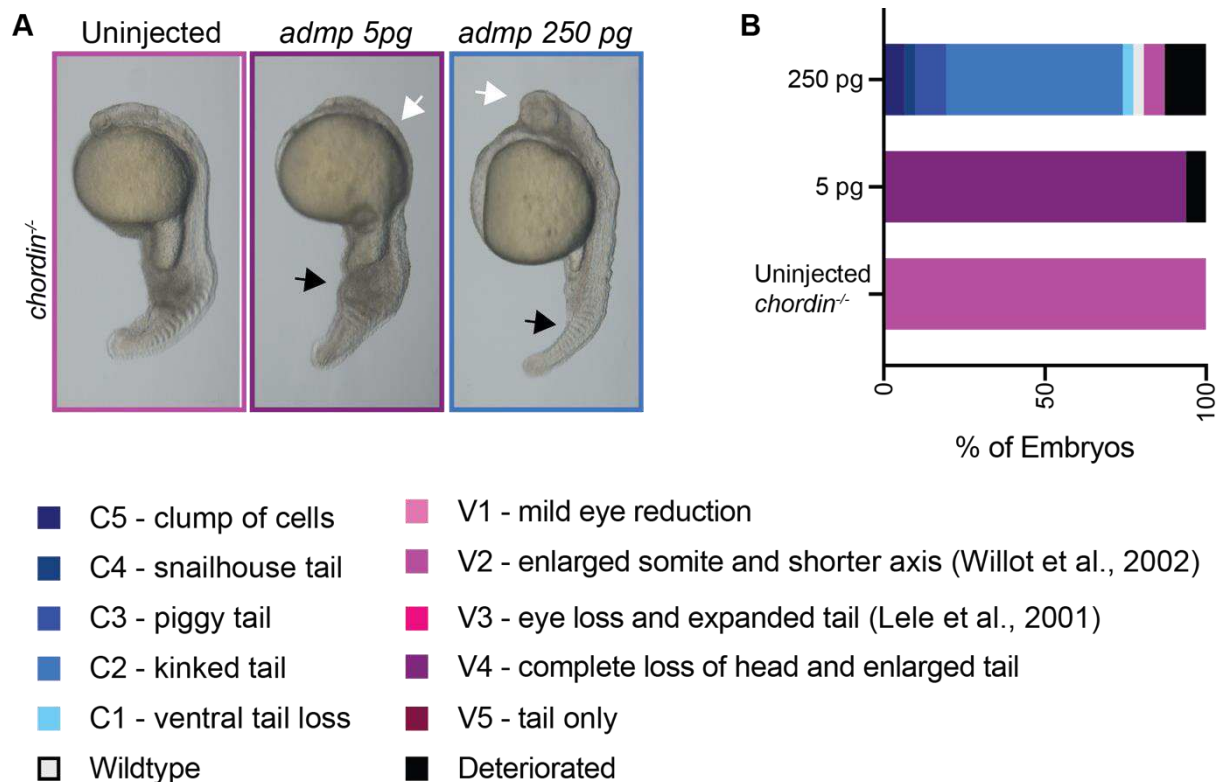 A
Uninjected
admp 5pg
admp 250 pg
chordin-/-
B
250 pg
5 pg
Uninjected
chordin-/-
0
50
100
% of Embryos
C5 - clump of cells
C4 - snailhouse tail
C3 - piggy tail
C2 - kinked tail
C1 - ventral tail loss
Wildtype
V1 - mild eye reduction
V2 - enlarged somite and shorter axis (Willot et al., 2002)
V3 - eye loss and expanded tail (Lele et al., 2001)
V4 - complete loss of head and enlarged tail
V5 - tail only
Deteriorated